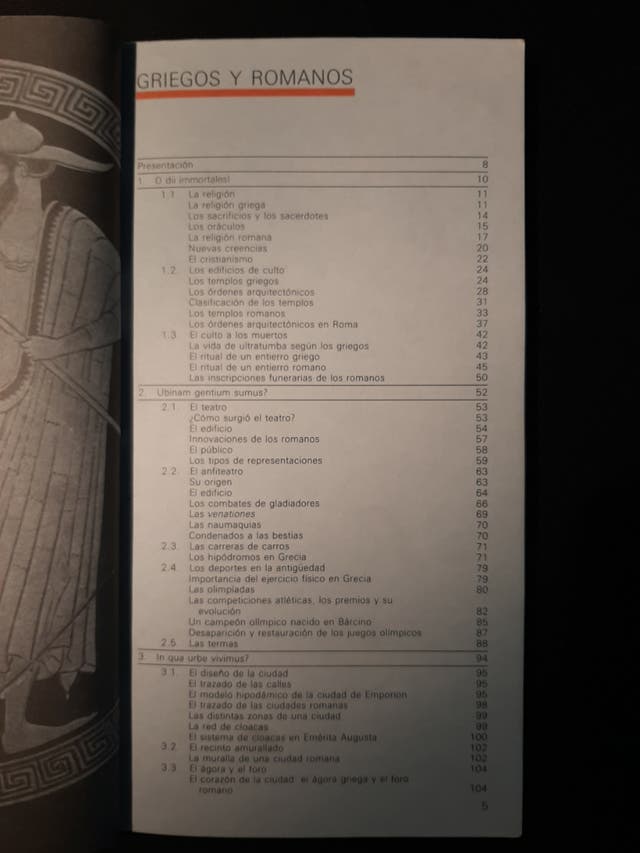 GRIEGOS Y ROMANOS
Presentación 8
1. O dii immortales! 10
1.1 La religión 11
La religión griega 11
Los sacrificios y los sacerdotes 14
Los oráculos 15
La religión romana 17
Nuevas creencias 20
El cristianismo 22
1.2. Los edificios de culto 24
Los templos griegos 24
Los órdenes arquitectónicos 28
Clasificación de los templos 31
Los templos romanos 33
Los órdenes arquitectónicos en Roma 37
1.3. El culto a los muertos 42
La vida de ultratumba según los griegos 42
El ritual de un entierro griego 43
El ritual de un entierro romano 45
Las inscripciones funerarias de los romanos 50
2. Ubinam gentium sumus? 52
2.1 El teatro 53
¿Cómo surgió el teatro? 53
El edificio 54
Innovaciones de los romanos 57
El público 58
Los tipos de representaciones 59
2.2. El anfiteatro 63
Su origen 63
El edificio 64
Los combates de gladiadores 66
Las venationes 69
Las naumaquias 70
Condenados a las bestias 70
2.3. Las carreras de carros 71
Los hipódromos en Grecia 71
2.4. Los deportes en la antigüedad 79
Importancia del ejercicio físico en Grecia 79
Las olimpíadas 80
Las competiciones atléticas, los premios y su
evolución 82
Un campeón olímpico nacido en Bárcino 85
Desaparición y restauración de los juegos olímpicos 87
2.5. Las termas 88
3. In qua urbe vivimus? 94
3.1. El diseño de la ciudad 95
El trazado de las calles 95
El modelo hipodámico de la ciudad de Emporion 95
El trazado de las ciudades romanas 98
Las distintas zonas de una ciudad 99
La red de cloacas 99
El sistema de cloacas en Emérita Augusta 100
3.2. El recinto amurallado 102
La muralla de una ciudad romana 102
3.3. El ágora y el foro 104
El corazón de la ciudad: el ágora griega y el foro
romano 104
5